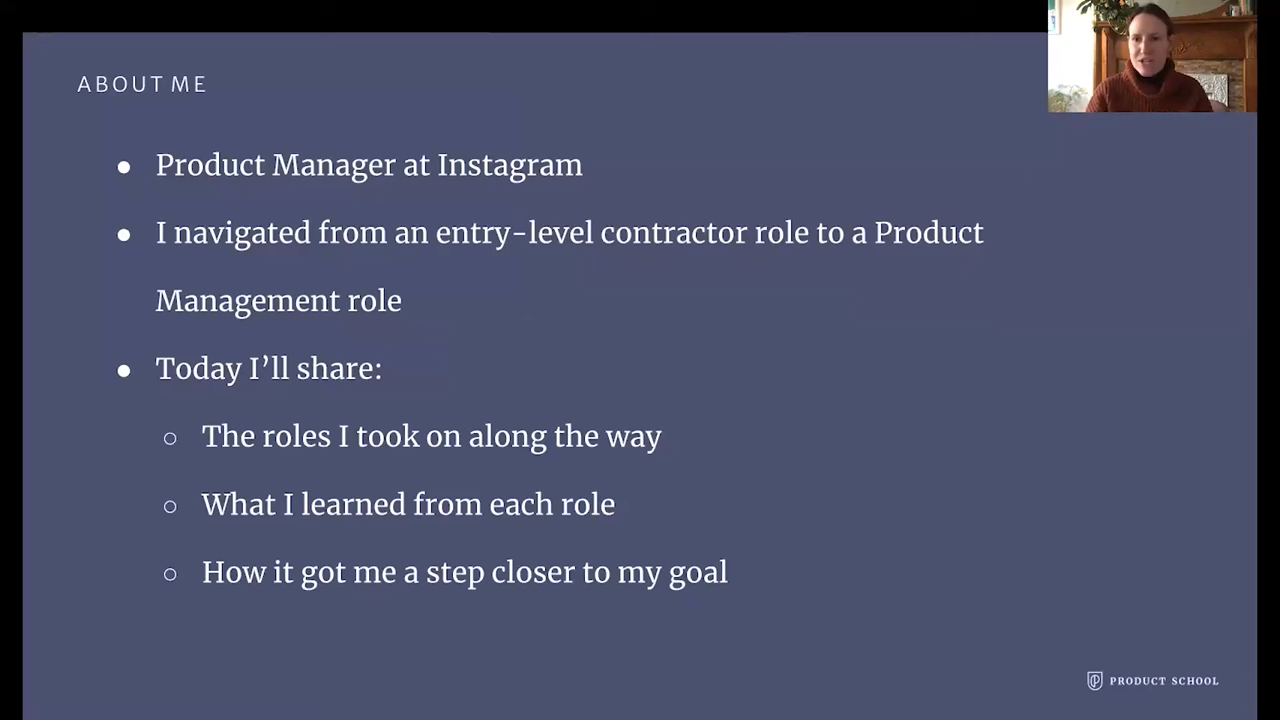 ABOUT ME
● Product Manager at Instagram
● I navigated from an entry-level contractor role to a Product
Management role
● Today I’ll share:
○ The roles I took on along the way
○ What I learned from each role
○ How it got me a step closer to my goal
PRODUCT SCHOOL